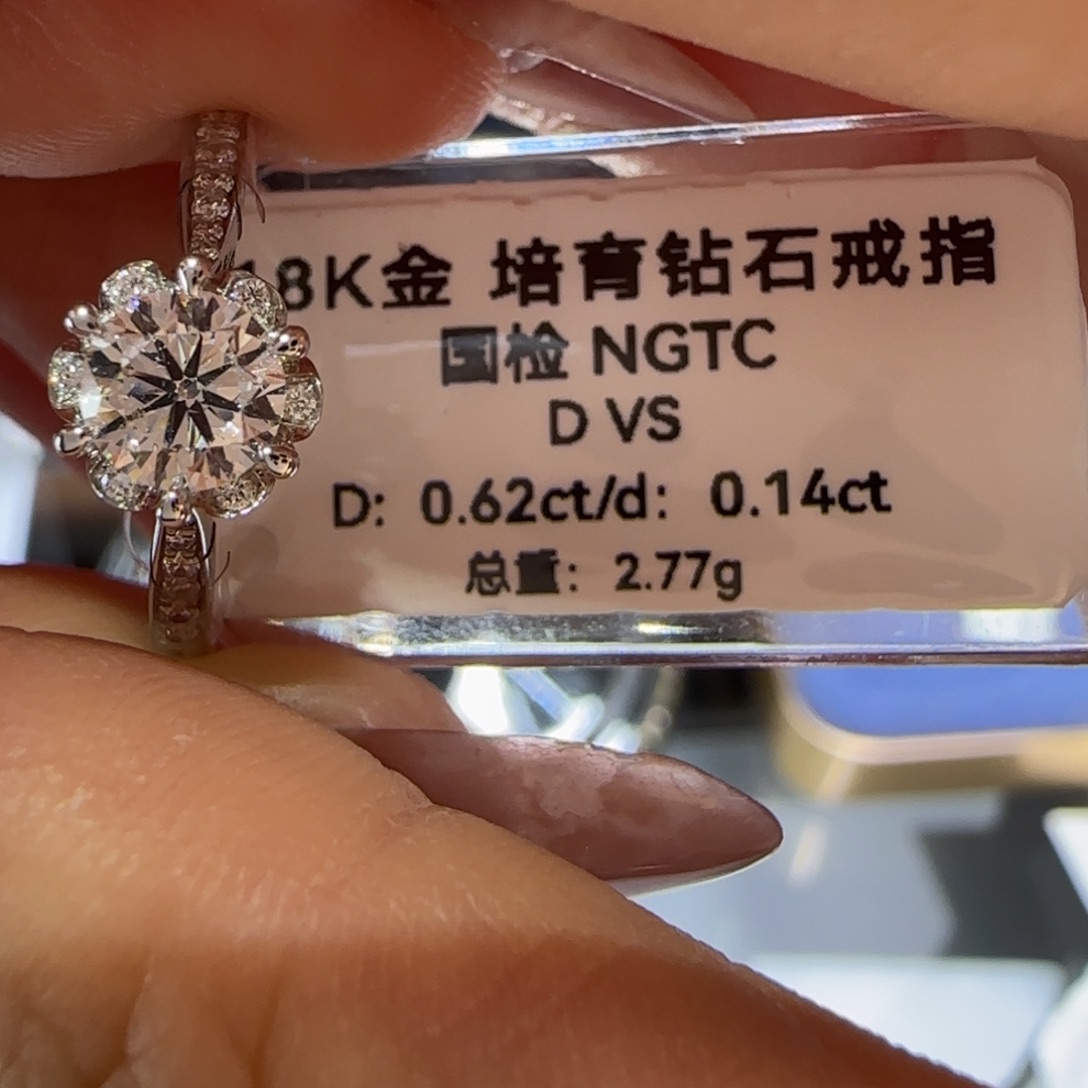 18K金 培育钻石戒指
国检 NGTC
D VS
D: 0.62ct/d: 0.14ct
总重: 2.77g